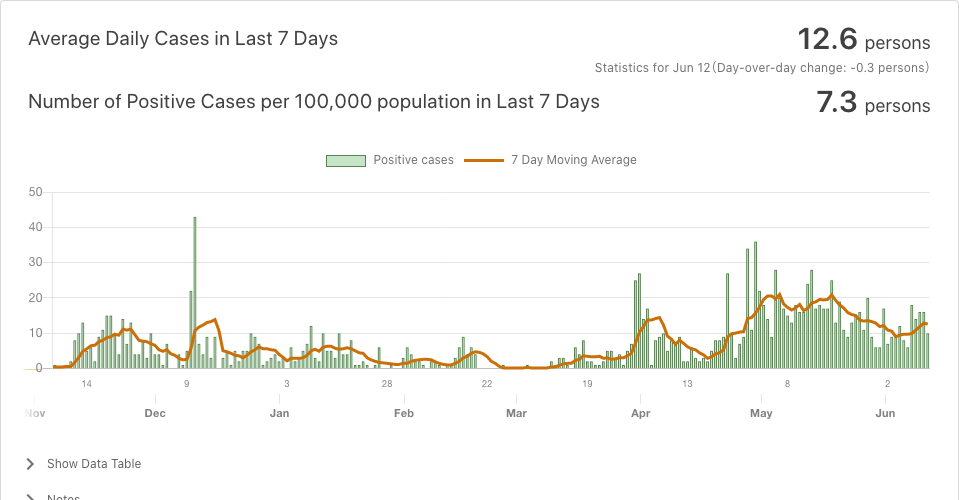 Average Daily Cases in Last 7 Days
12.6 persons
Statistics for Jun 12(Day-over-day change: -0.3 persons)
Number of Positive Cases per 100,000 population in Last 7 Days
7.3 persons
Positive cases 7 Day Moving Average
50
40
30
20
10
0
14 9 3 28 22 19 13 8 2
Nov Dec Jan Feb Mar Apr May Jun
Show Data Table
Notes